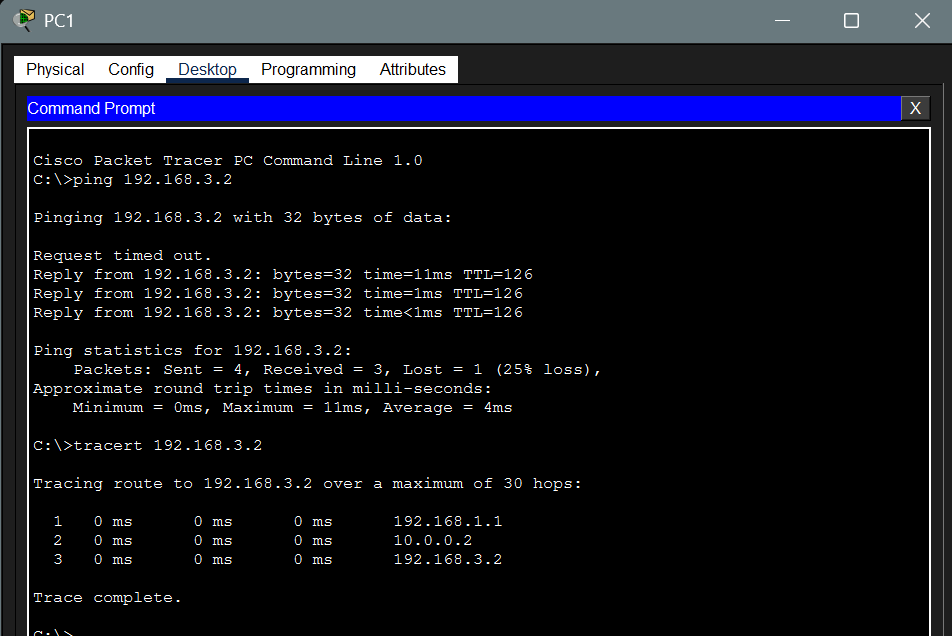 PC1
Physical Config Desktop Programming Attributes
Command Prompt X
Cisco Packet Tracer PC Command Line 1.0
C:\>ping 192.168.3.2
Pinging 192.168.3.2 with 32 bytes of data:
Request timed out.
Reply from 192.168.3.2: bytes=32 time=11ms TTL=126
Reply from 192.168.3.2: bytes=32 time=1ms TTL=126
Reply from 192.168.3.2: bytes=32 time<1ms TTL=126
Ping statistics for 192.168.3.2:
    Packets: Sent = 4, Received = 3, Lost = 1 (25% loss),
Approximate round trip times in milli-seconds:
    Minimum = 0ms, Maximum = 11ms, Average = 4ms
C:\>tracert 192.168.3.2
Tracing route to 192.168.3.2 over a maximum of 30 hops:
  1   0 ms      0 ms      0 ms      192.168.1.1
  2   0 ms      0 ms      0 ms      10.0.0.2
  3   0 ms      0 ms      0 ms      192.168.3.2
Trace complete.
C:\>